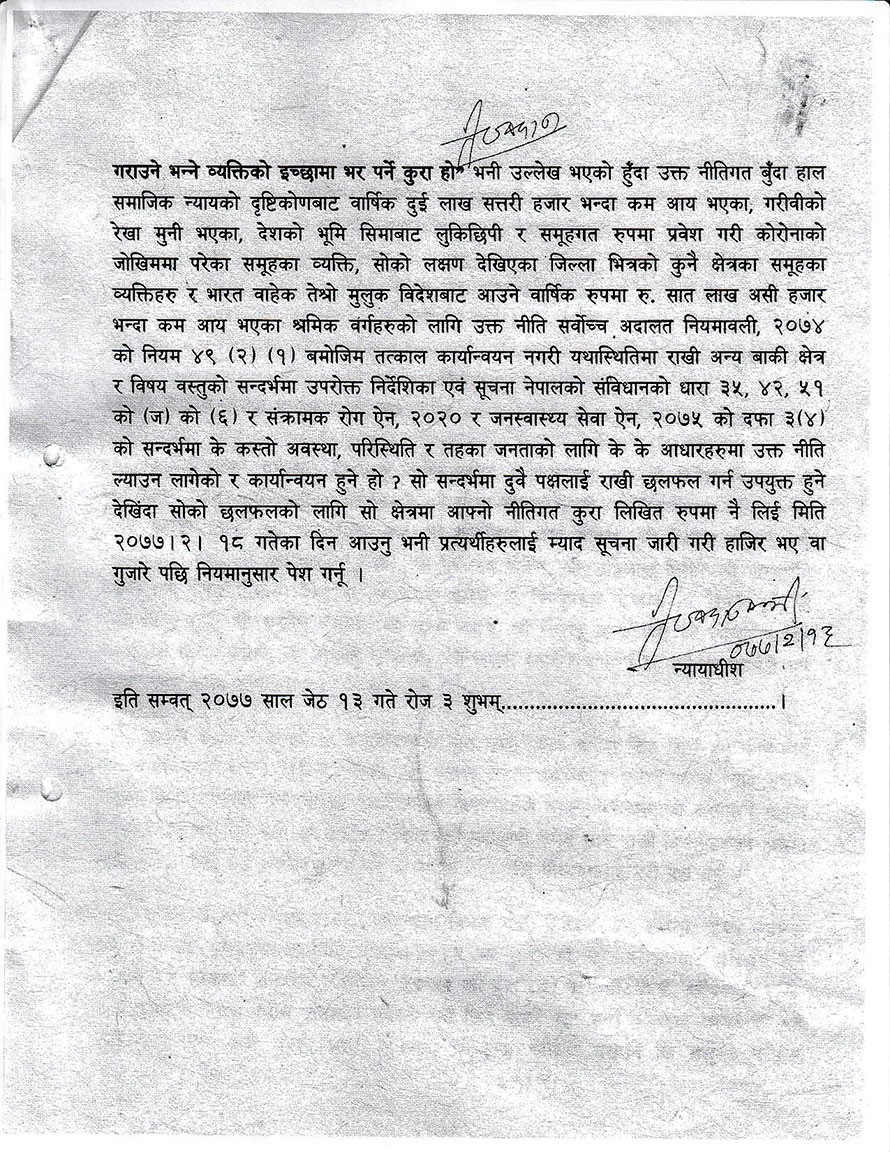 गराउने भन्ने व्यक्तिको इच्छामा भर पर्ने कुरा हो" भनी उल्लेख भएको हुँदा उक्त नीतिगत बुँदा हाल
समाजिक न्यायको दृष्टिकोणबाट वार्षिक दुई लाख सत्तरी हजार भन्दा कम आय भएका, गरीवीको
रेखा मुनी भएका, देशको भूमि सिमाबाट लुकिछिपी र समूहगत रुपमा प्रवेश गरी कोरोनाको
जोखिममा परेका समूहका व्यक्ति, सोको लक्षण देखिएका जिल्ला भित्रको कुनै क्षेत्रका समूहका
व्यक्तिहरु र भारत वाहेक तेश्रो मुलुक विदेशबाट आउने वार्षिक रुपमा रु. सात लाख असी हजार
भन्दा कम आय भएका श्रमिक वर्गहरुको लागि उक्त नीति सर्वोच्च अदालत नियमावली, २०७४
को नियम ४९ (२) (१) बमोजिम तत्काल कार्यान्वयन नगरी यथास्थितिमा राखी अन्य बाकी क्षेत्र
र विषय वस्तुको सन्दर्भमा उपरोक्त निर्देशिका एवं सूचना नेपालको संविधानको धारा ३५, ४२, ५१
को (ज) को (६) र संक्रामक रोग ऐन, २०२० र जनस्वास्थ्य सेवा ऐन, २०७५ को दफा ३(४)
को सन्दर्भमा के कस्तो अवस्था, परिस्थिति र तहका जनताको लागि के के आधारहरुमा उक्त नीति
ल्याउन लागेको र कार्यान्वयन हुने हो ? सो सन्दर्भमा दुवै पक्षलाई राखी छलफल गर्न उपयुक्त हुने
देखिंदा सोको छलफलको लागि सो क्षेत्रमा आफ्नो नीतिगत कुरा लिखित रुपमा नै लिई मिति
२०७७।२। १८ गतेका दिन आउनु भनी प्रत्यर्थीहरुलाई म्याद सूचना जारी गरी हाजिर भए वा
गुजारे पछि नियमानुसार पेश गर्नू ।
०७७।२।१३
न्यायाधीश
इति सम्वत् २०७७ साल जेठ १३ गते रोज ३ शुभम्..............................................।